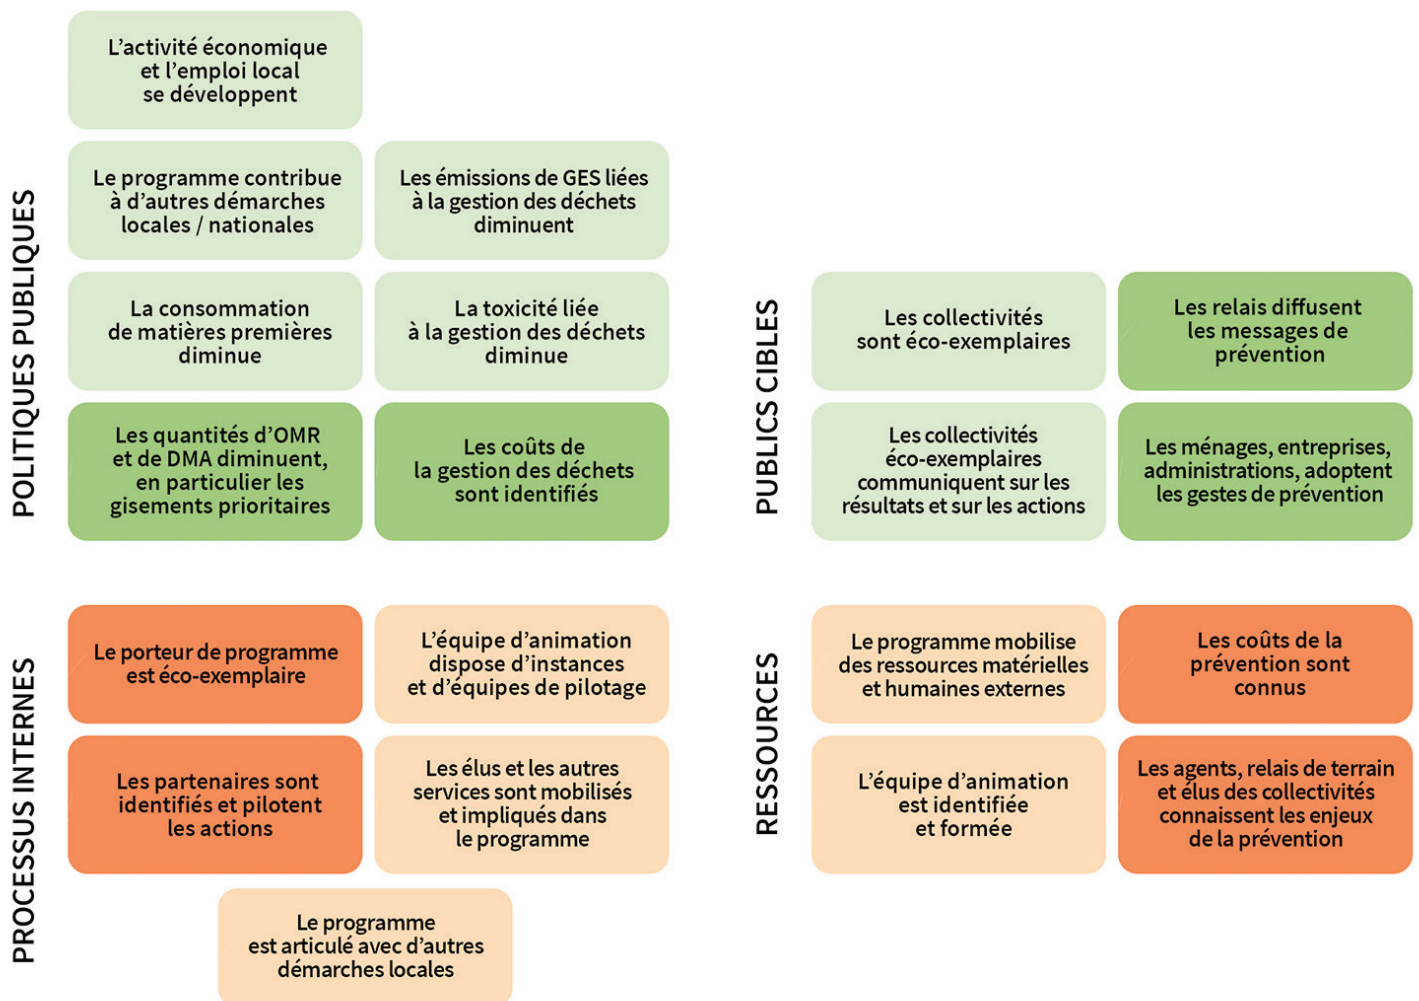 POLITIQUES PUBLIQUES
L’activité économique
et l’emploi local
se développent
Le programme contribue
à d’autres démarches
locales / nationales
Les émissions de GES liées
à la gestion des déchets
diminuent
La consommation
de matières premières
diminue
La toxicité liée
à la gestion des déchets
diminue
Les quantités d’OMR
et de DMA diminuent,
en particulier les
gisements prioritaires
Les coûts de
la gestion des déchets
sont identifiés
PUBLICS CIBLES
Les collectivités
sont éco-exemplaires
Les relais diffusent
les messages de
prévention
Les collectivités
éco-exemplaires
communiquent sur les
résultats et sur les actions
Les ménages, entreprises,
administrations, adoptent
les gestes de prévention
PROCESSUS INTERNES
Le porteur de programme
est éco-exemplaire
L’équipe d’animation
dispose d’instances
et d’équipes de pilotage
Les partenaires sont
identifiés et pilotent
les actions
Les élus et les autres
services sont mobilisés
et impliqués dans
le programme
Le programme
est articulé avec d’autres
démarches locales
RESSOURCES
Le programme mobilise
des ressources matérielles
et humaines externes
Les coûts de la
prévention sont
connus
L’équipe d’animation
est identifiée
et formée
Les agents, relais de terrain
et élus des collectivités
connaissent les enjeux
de la prévention